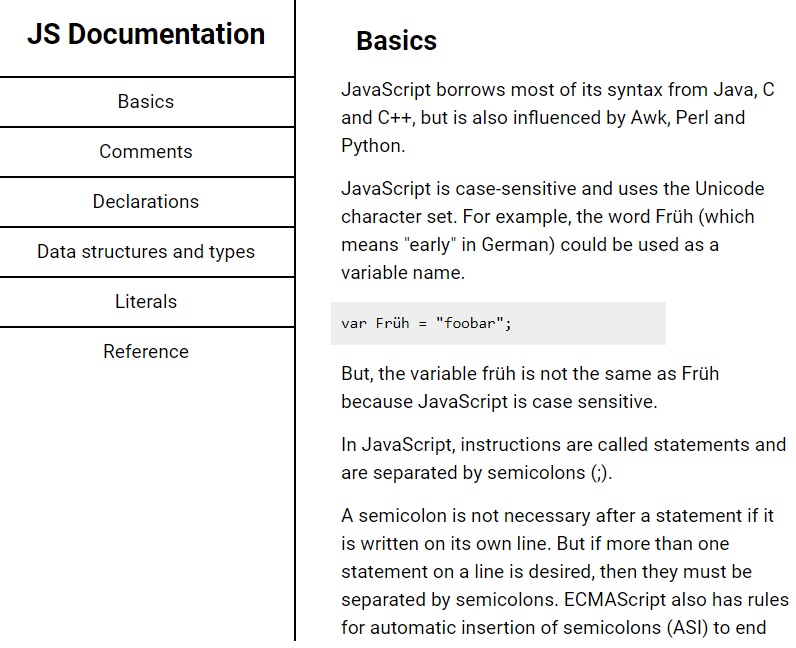 JS Documentation
Basics
Comments
Declarations
Data structures and types
Literals
Reference
Basics
JavaScript borrows most of its syntax from Java, C
and C++, but is also influenced by Awk, Perl and
Python.
JavaScript is case-sensitive and uses the Unicode
character set. For example, the word Früh (which
means "early" in German) could be used as a
variable name.
var Früh = "foobar";
But, the variable früh is not the same as Früh
because JavaScript is case sensitive.
In JavaScript, instructions are called statements and
are separated by semicolons (;).
A semicolon is not necessary after a statement if it
is written on its own line. But if more than one
statement on a line is desired, then they must be
separated by semicolons. ECMAScript also has rules
for automatic insertion of semicolons (ASI) to end